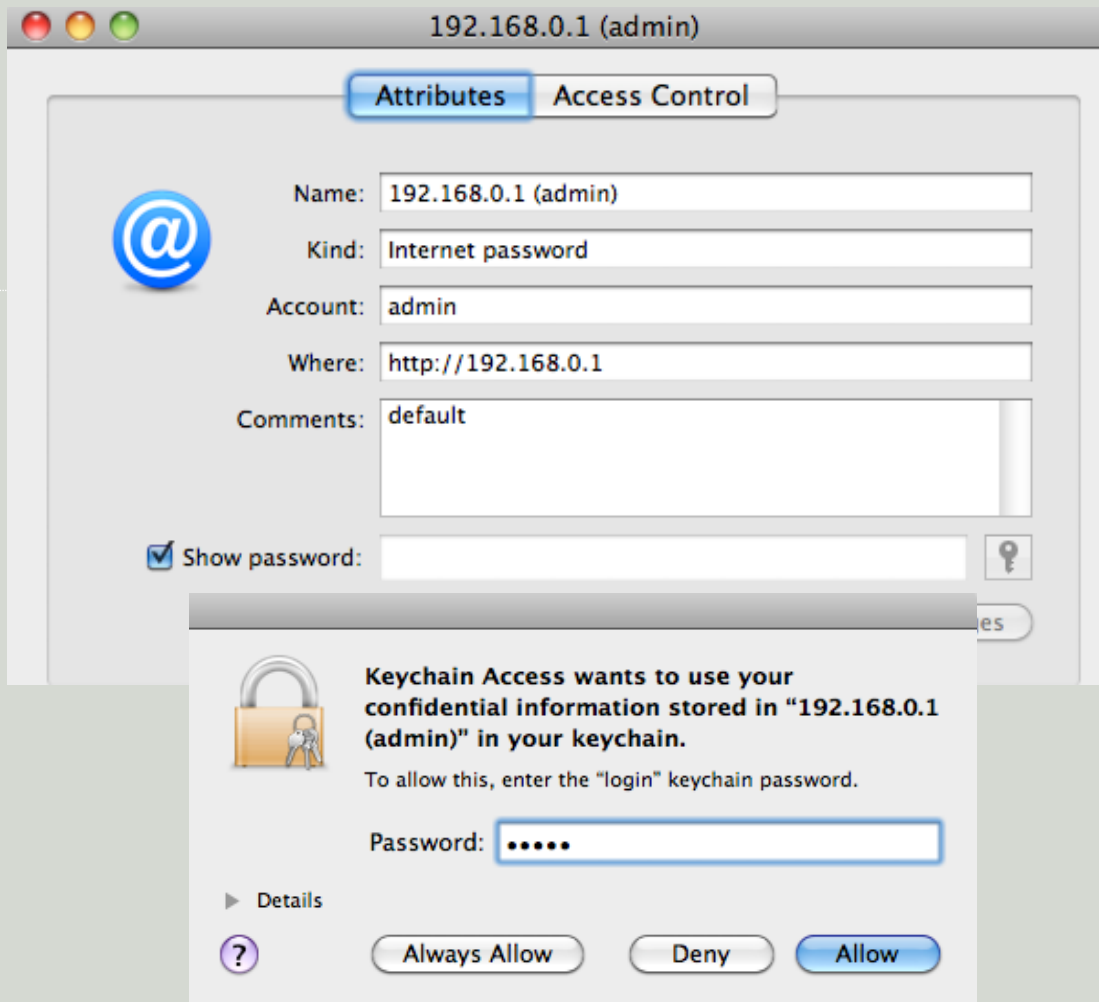 192.168.0.1 (admin)
Attributes Access Control
Name: 192.168.0.1 (admin)
Kind: Internet password
Account: admin
Where: http://192.168.0.1
Comments: default
Show password:
Keychain Access wants to use your
confidential information stored in “192.168.0.1
(admin)” in your keychain.
To allow this, enter the “login” keychain password.
Password: •••••
Details
? Always Allow Deny Allow